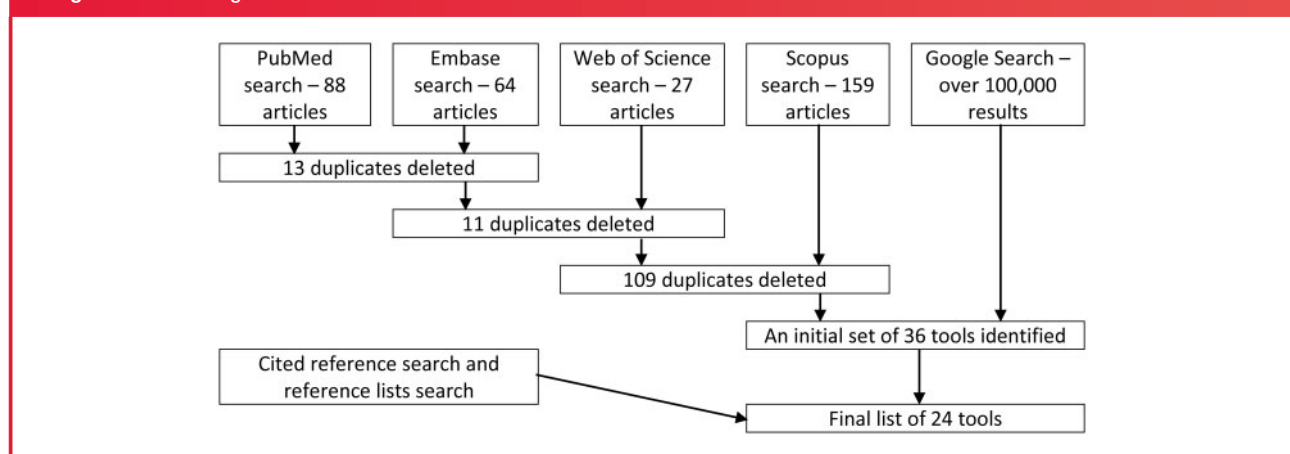 PubMed
search – 88
articles
Embase
search – 64
articles
Web of Science
search – 27
articles
Scopus
search – 159
articles
Google Search –
over 100,000
results
13 duplicates deleted
11 duplicates deleted
109 duplicates deleted
An initial set of 36 tools identified
Cited reference search and
reference lists search
Final list of 24 tools